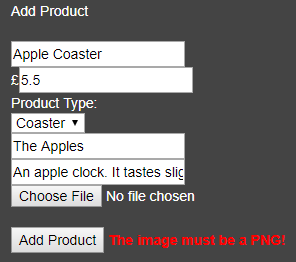 Add Product
Apple Coaster
£5.5
Product Type:
Coaster
The Apples
An apple clock. It tastes
Choose File No file chosen
Add Product The image must be a PNG!